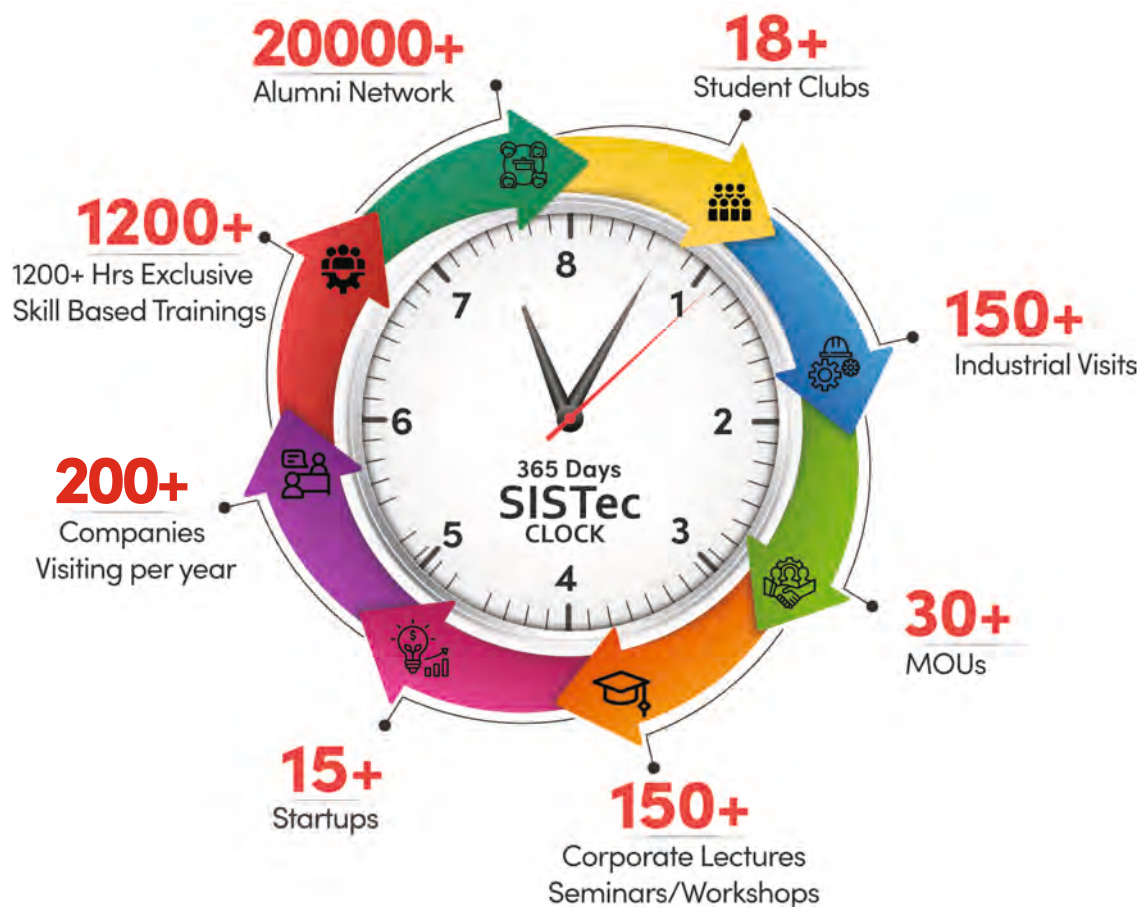 20000+
Alumni Network
18+
Student Clubs
1200+
1200+ Hrs Exclusive
Skill Based Trainings
150+
Industrial Visits
200+
Companies
Visiting per year
30+
MOUs
15+
Startups
150+
Corporate Lectures
Seminars/Workshops
8
1
2
3
4
5
6
7
365 Days
SISTec
CLOCK
$